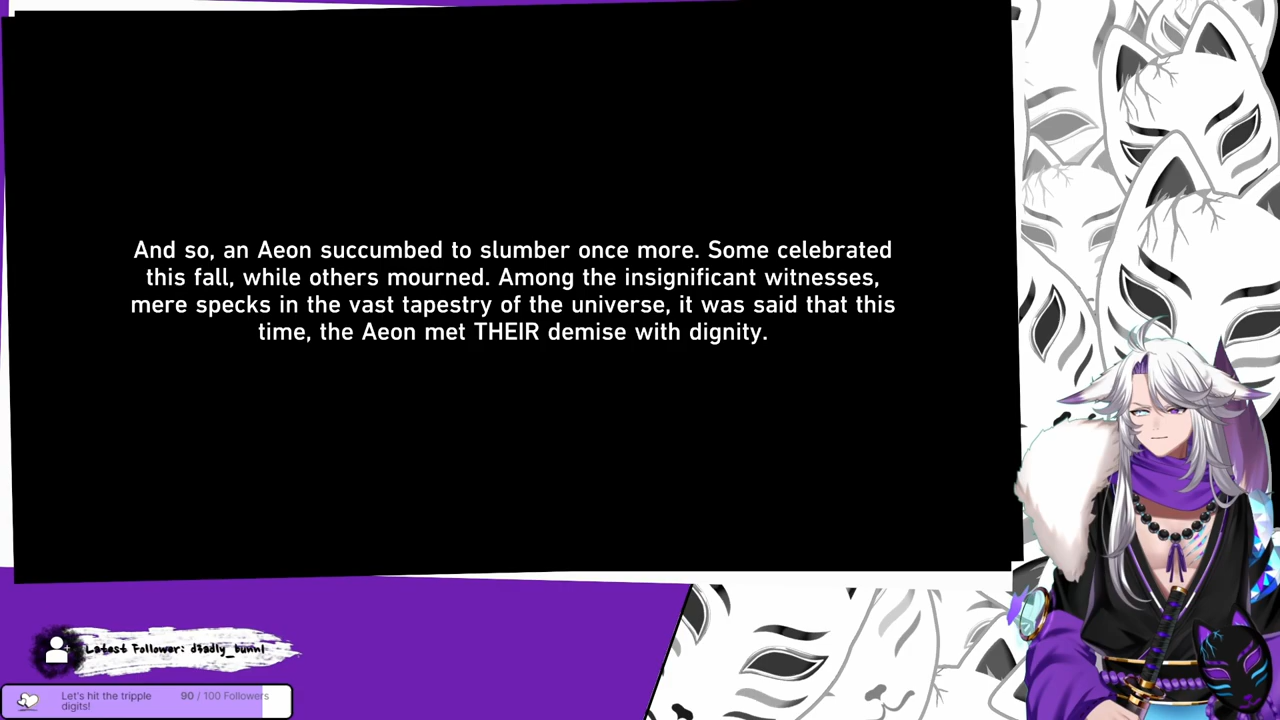 And so, an Aeon succumbed to slumber once more. Some celebrated
this fall, while others mourned. Among the insignificant witnesses,
mere specks in the vast tapestry of the universe, it was said that this
time, the Aeon met THEIR demise with dignity.
Latest Follower: d3adly_bunn1
Let's hit the tripple
digits!
90 / 100 Followers